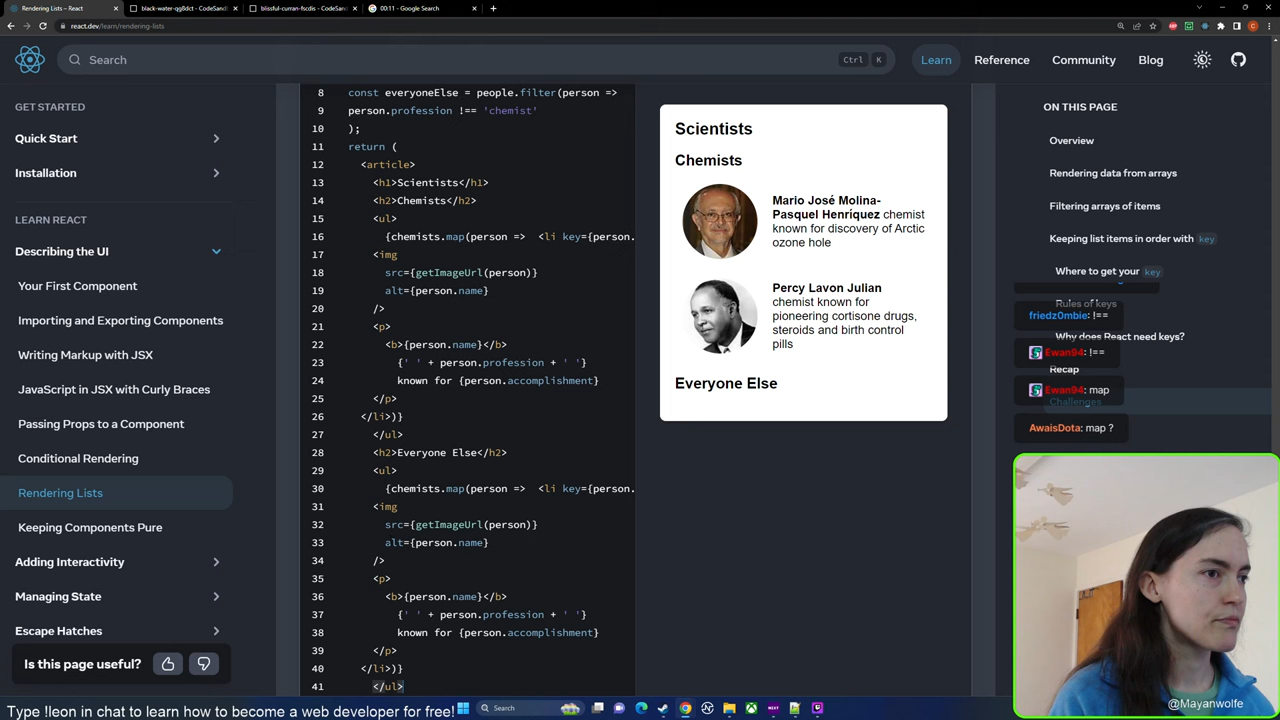 Rendering Lists – React
black-water-qg8dct - CodeSandl
blissful-curran-fscdis - CodeSan
00:11 - Google Search
react.dev/learn/rendering-lists
Search
Ctrl
K
Learn
Reference
Community
Blog
GET STARTED
Quick Start
Installation
LEARN REACT
Describing the UI
Your First Component
Importing and Exporting Components
Writing Markup with JSX
JavaScript in JSX with Curly Braces
Passing Props to a Component
Conditional Rendering
Rendering Lists
Keeping Components Pure
Adding Interactivity
Managing State
Escape Hatches
Is this page useful?
8 const everyoneElse = people.filter(person =>
9 person.profession !== 'chemist'
10 );
11 return (
12 <article>
13 <h1>Scientists</h1>
14 <h2>Chemists</h2>
15 <ul>
16 {chemists.map(person => <li key={person.
17 <img
18 src={getImageUrl(person)}
19 alt={person.name}
20 />
21 <p>
22 <b>{person.name}</b>
23 {' ' + person.profession + ' '}
24 known for {person.accomplishment}
25 </p>
26 </li>)}
27 </ul>
28 <h2>Everyone Else</h2>
29 <ul>
30 {chemists.map(person => <li key={person.
31 <img
32 src={getImageUrl(person)}
33 alt={person.name}
34 />
35 <p>
36 <b>{person.name}</b>
37 {' ' + person.profession + ' '}
38 known for {person.accomplishment}
39 </p>
40 </li>)}
41 </ul>
Scientists
Chemists
Mario José Molina-
Pasquel Henríquez chemist
known for discovery of Arctic
ozone hole
Percy Lavon Julian
chemist known for
pioneering cortisone drugs,
steroids and birth control
pills
Everyone Else
ON THIS PAGE
Overview
Rendering data from arrays
Filtering arrays of items
Keeping list items in order with key
Where to get your key
Rules of keys
friedz0mbie: !==
Why does React need keys?
Ewan94: !==
Recap
Ewan94: map
Challenges
AwaisDota: map ?
@Mayanwolfe
Type !leon in chat to learn how to become a web developer for free!
Search